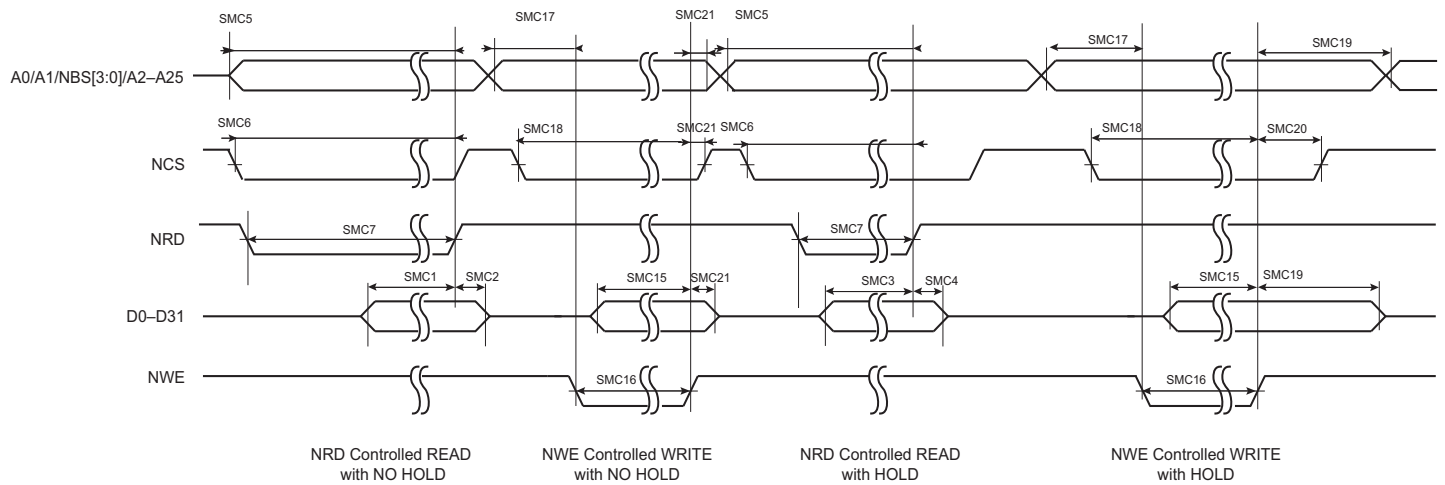 SMC5
SMC17
SMC21
SMC5
SMC17
SMC19
A0/A1/NBS[3:0]/A2–A25
SMC6
SMC18
SMC21
SMC6
SMC18
SMC20
NCS
NRD
SMC7
SMC7
SMC1
SMC2
SMC15
SMC21
SMC3
SMC4
SMC15
SMC19
D0–D31
NWE
SMC16
SMC16
NRD Controlled READ
with NO HOLD
NWE Controlled WRITE
with NO HOLD
NRD Controlled READ
with HOLD
NWE Controlled WRITE
with HOLD